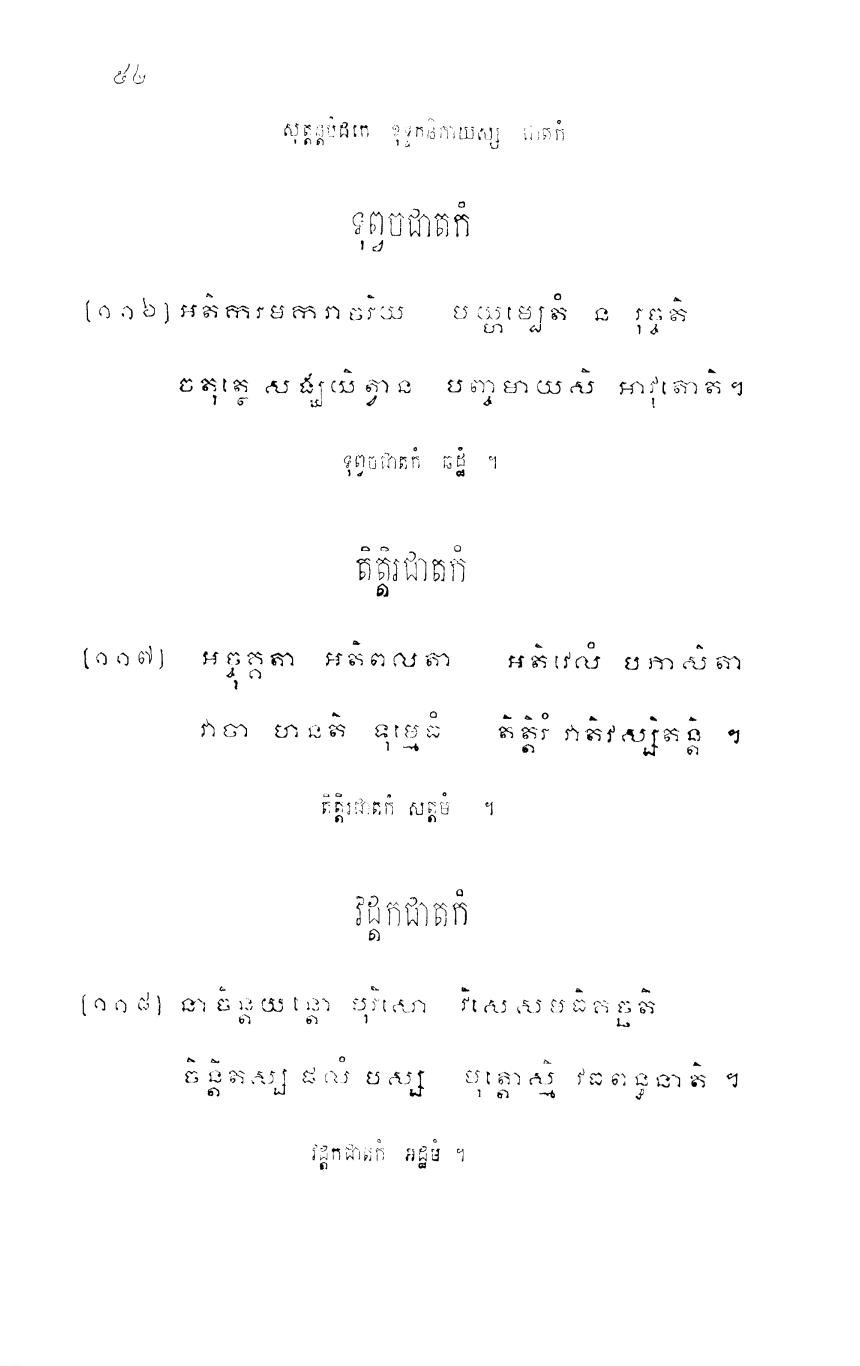 ៥៤
សុត្តន្តបិដកេ ខុទ្ទកនិកាយស្ស ជាតកំ
ទុព្វចជាតកំ
[១១៦] អតិការមការាចរិយ បយ្ហម្បេតំ ន រុច្ចតិ
ចតុត្ថេ សង្ឃយិត្វាន បញ្ចមាយសិ អាវុតោតិ។
ទុព្វចជាតកំ ឆដ្ឋំ ។
តិត្តិរជាតកំ
[១១៧] អច្ចុក្កតា អតិពលតា អតិវេលំ បភាសិតា
វាចា ហនតិ ទុម្មេធំ តិត្តិរំ វាតិវស្សិតន្តិ ។
តិត្តិរជាតកំ សត្តមំ ។
វដ្តកជាតកំ
[១១៨] នាចិន្តយន្តោ បុរិសោ វិសេសមធិគច្ឆតិ
ចិន្តិតស្ស ផលំ បស្ស មុត្តោស្មិ វធពន្ធនាតិ ។
វដ្តកជាតកំ អដ្ឋមំ ។